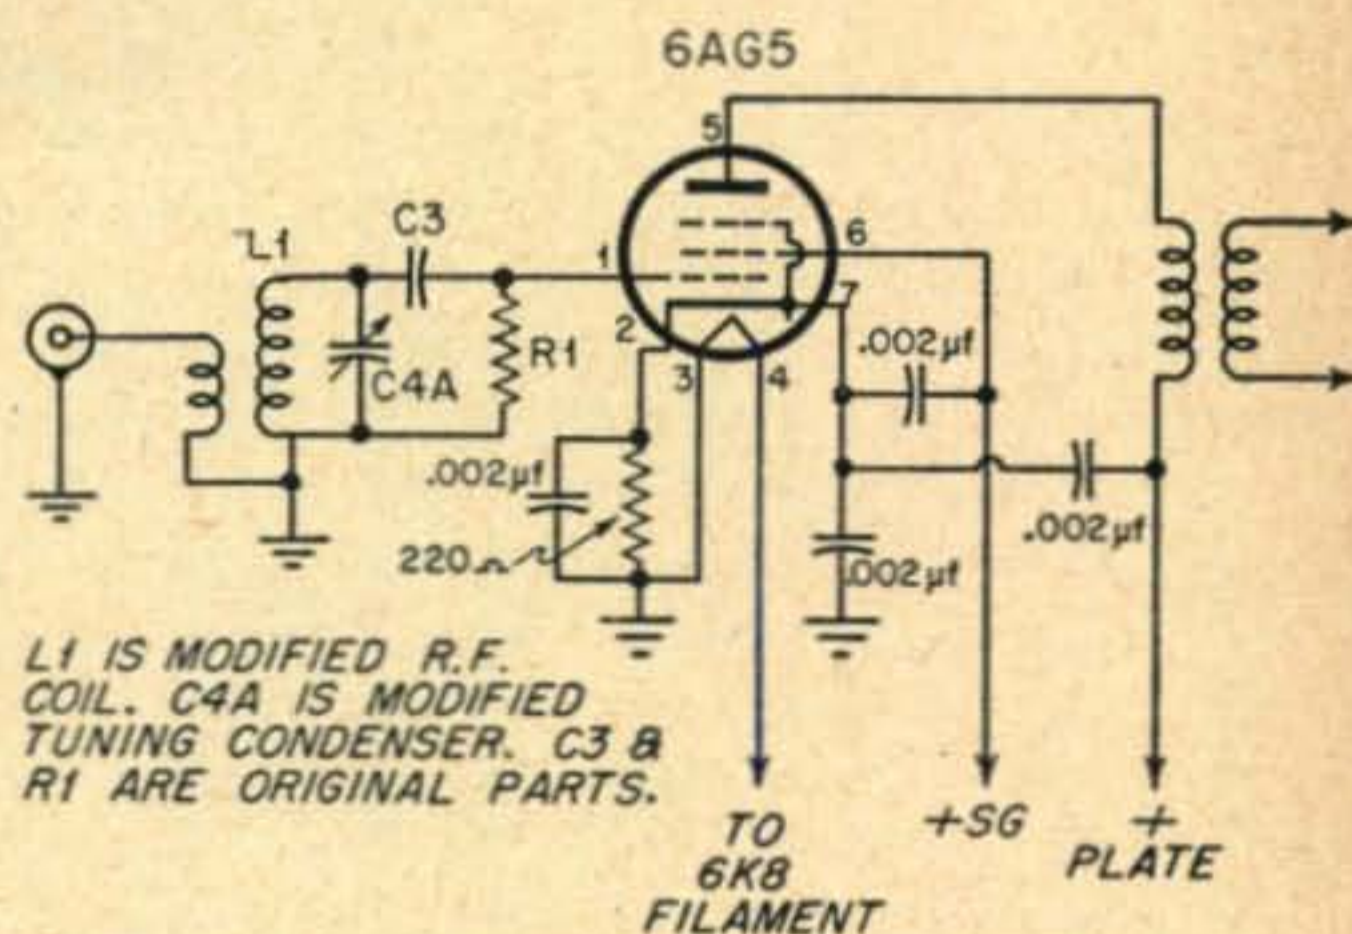 6AG5
5
C3
L1
1
6
7
2
R1
.002µf
C4A
3
4
.002µf
.002µf
220Ω
.002µf
L1 IS MODIFIED R.F.
COIL. C4A IS MODIFIED
TUNING CONDENSER. C3 &
R1 ARE ORIGINAL PARTS.
TO
6K8
FILAMENT
+SG
+
PLATE